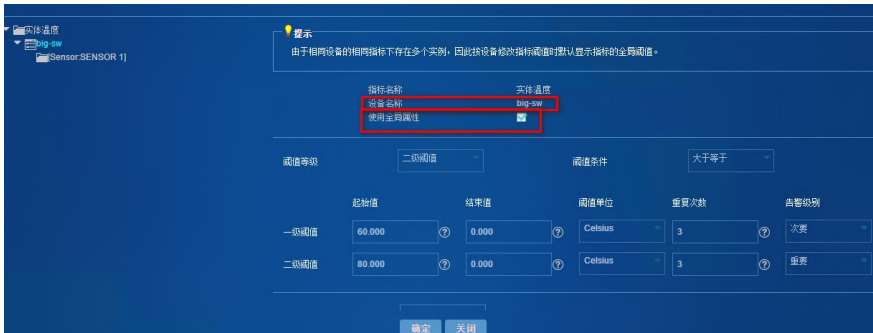 实体温度
big-sw
[Sensor:SENSOR 1]
提示
由于相同设备的相同指标下存在多个实例，因此按设备修改指标阈值时默认显示指标的全局阈值。
指标名称 实体温度
设备名称 big-sw
使用全局属性
阈值等级 二级阈值 阈值条件 大于等于
起始值 结束值 阈值单位 重复次数 告警级别
一级阈值 60.000 0.000 Celsius 3 次要
二级阈值 80.000 0.000 Celsius 3 重要
确定 关闭